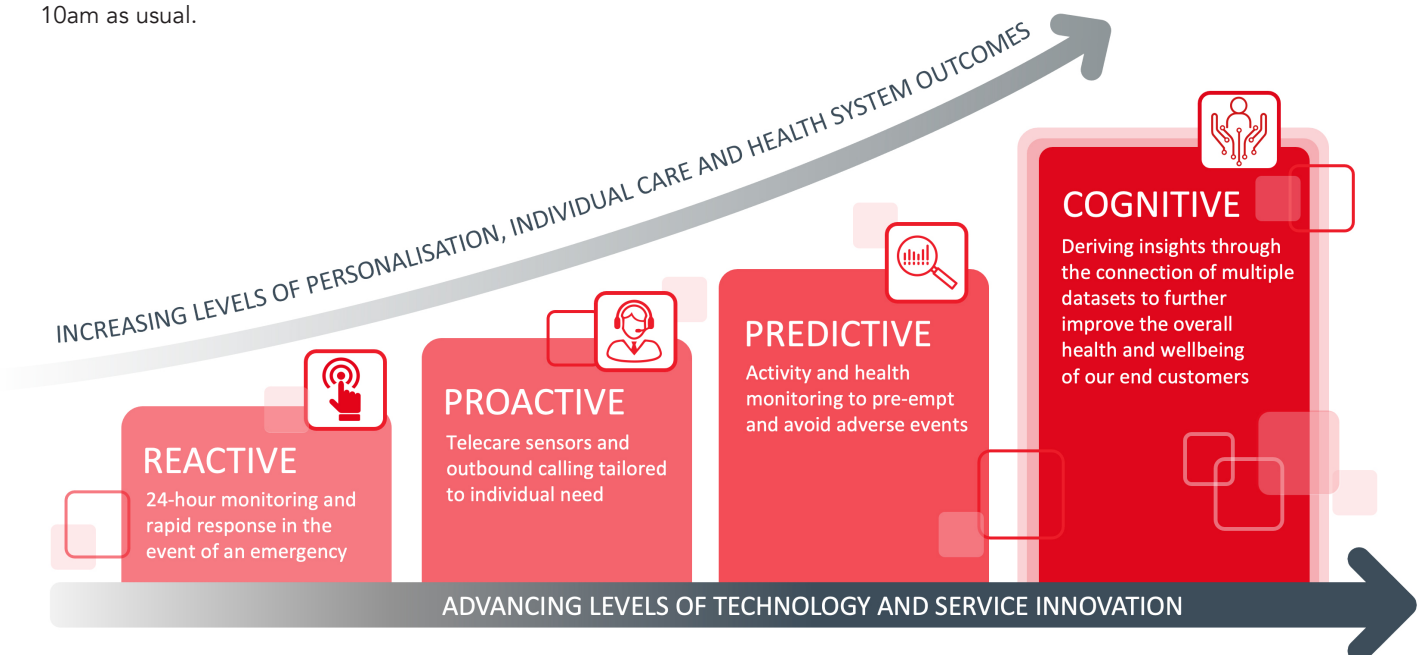 10am as usual.
INCREASING LEVELS OF PERSONALISATION, INDIVIDUAL CARE AND HEALTH SYSTEM OUTCOMES
REACTIVE
24-hour monitoring and
rapid response in the
event of an emergency
PROACTIVE
Telecare sensors and
outbound calling tailored
to individual need
PREDICTIVE
Activity and health
monitoring to pre-empt
and avoid adverse events
COGNITIVE
Deriving insights through
the connection of multiple
datasets to further
improve the overall
health and wellbeing
of our end customers
ADVANCING LEVELS OF TECHNOLOGY AND SERVICE INNOVATION